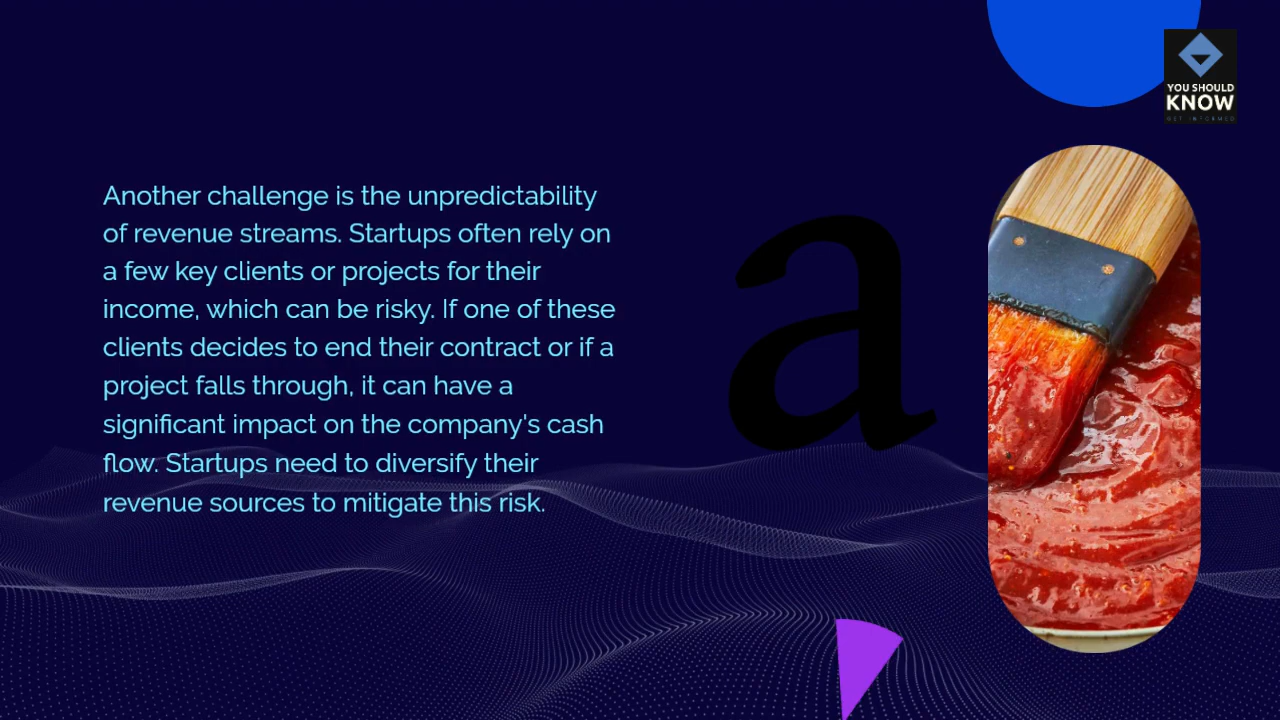 YOU SHOULD
KNOW
GET INFORMED
Another challenge is the unpredictability
of revenue streams. Startups often rely on
a few key clients or projects for their
income, which can be risky. If one of these
clients decides to end their contract or if a
project falls through, it can have a
significant impact on the company's cash
flow. Startups need to diversify their
revenue sources to mitigate this risk.
a